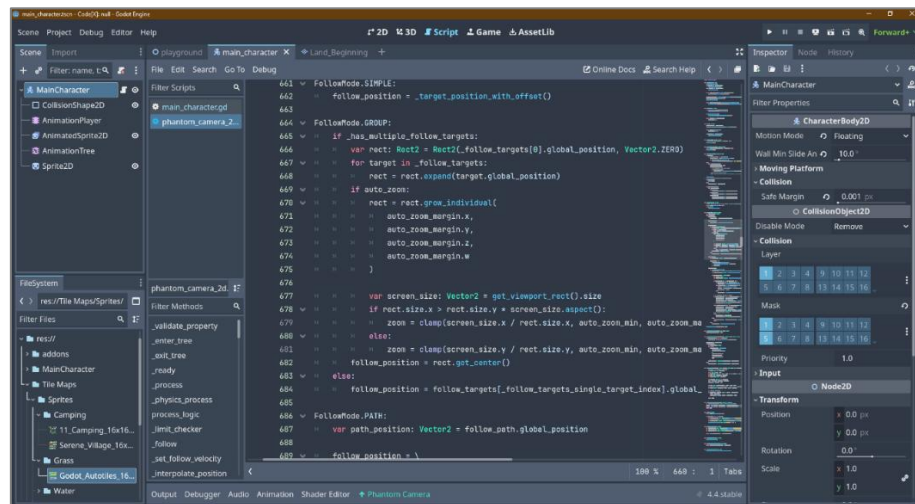 main_character.tscn - Code[X]: null - Godot Engine
Scene Project Debug Editor Help
2D 3D Script Game AssetLib
Forward+
Scene Import
playground main_character X Land_Beginning +
Inspector Node History
Filter: name, t:
File Edit Search Go To Debug
Online Docs Search Help
MainCharacter
CollisionShape2D
AnimationPlayer
AnimatedSprite2D
AnimationTree
Sprite2D
Filter Scripts
main_character.gd
phantom_camera_2...
661 FollowMode.SIMPLE:
662 follow_position = _target_position_with_offset()
663
664 FollowMode.GROUP:
665 if _has_multiple_follow_targets:
666 var rect: Rect2 = Rect2(_follow_targets[0].global_position, Vector2.ZERO)
667 for target in _follow_targets:
668 rect = rect.expand(target.global_position)
669 if auto_zoom:
670 rect = rect.grow_individual(
671 auto_zoom_margin.x,
672 auto_zoom_margin.y,
673 auto_zoom_margin.z,
674 auto_zoom_margin.w
675 )
676
677 var screen_size: Vector2 = get_viewport_rect().size
678 if rect.size.x > rect.size.y * screen_size.aspect():
679 zoom = clamp(screen_size.x / rect.size.x, auto_zoom_min, auto_zoom_ma
680 else:
681 zoom = clamp(screen_size.y / rect.size.y, auto_zoom_min, auto_zoom_ma
682 follow_position = rect.get_center()
683 else:
684 follow_position = follow_targets[_follow_targets_single_target_index].global_
685
686 FollowMode.PATH:
687 var path_position: Vector2 = follow_path.global_position
688
689 follow_position = \
100 % 660 : 1 Tabs
phantom_camera_2d.
Filter Methods
_validate_property
_enter_tree
_exit_tree
_ready
_process
_physics_process
process_logic
_limit_checker
_follow
_set_follow_velocity
_interpolate_position
FileSystem
res://Tile Maps/Sprites/
Filter Files
res://
addons
MainCharacter
Tile Maps
Sprites
Camping
11_Camping_16x16...
Serene_Village_16x...
Grass
Godot_Autotiles_16...
Water
Output Debugger Audio Animation Shader Editor Phantom Camera
4.4.stable
MainCharacter
Filter Properties
CharacterBody2D
Motion Mode Floating
Wall Min Slide An 10.0 °
Moving Platform
Collision
Safe Margin 0.001 px
CollisionObject2D
Disable Mode Remove
Collision
Layer
1 2 3 4 9 10 11 12
5 6 7 8 13 14 15 16
Mask
1 2 3 4 9 10 11 12
5 6 7 8 13 14 15 16
Priority 1.0
Input
Node2D
Transform
Position x 0.0 px
y 0.0 px
Rotation 0.0 °
Scale x 1.0
y 1.0